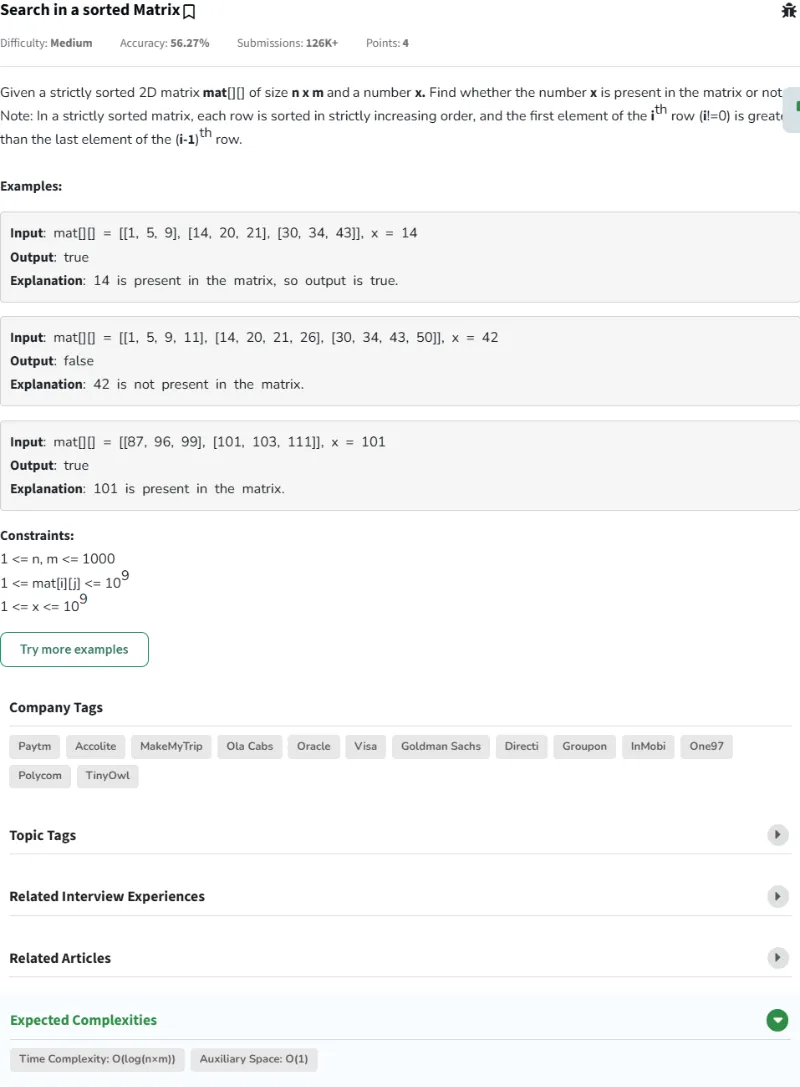 Search in a sorted Matrix
Difficulty: Medium Accuracy: 56.27% Submissions: 126K+ Points: 4
Given a strictly sorted 2D matrix mat[][] of size n x m and a number x. Find whether the number x is present in the matrix or not
Note: In a strictly sorted matrix, each row is sorted in strictly increasing order, and the first element of the ith row (i!=0) is greate
than the last element of the (i-1)th row.
Examples:
Input: mat[][] = [[1, 5, 9], [14, 20, 21], [30, 34, 43]], x = 14
Output: true
Explanation: 14 is present in the matrix, so output is true.
Input: mat[][] = [[1, 5, 9, 11], [14, 20, 21, 26], [30, 34, 43, 50]], x = 42
Output: false
Explanation: 42 is not present in the matrix.
Input: mat[][] = [[87, 96, 99], [101, 103, 111]], x = 101
Output: true
Explanation: 101 is present in the matrix.
Constraints:
1 <= n, m <= 1000
1 <= mat[i][j] <= 10^9
1 <= x <= 10^9
Try more examples
Company Tags
Paytm Accolite MakeMyTrip Ola Cabs Oracle Visa Goldman Sachs Directi Groupon InMobi One97
Polycom TinyOwl
Topic Tags
Related Interview Experiences
Related Articles
Expected Complexities
Time Complexity: O(log(n×m)) Auxiliary Space: O(1)